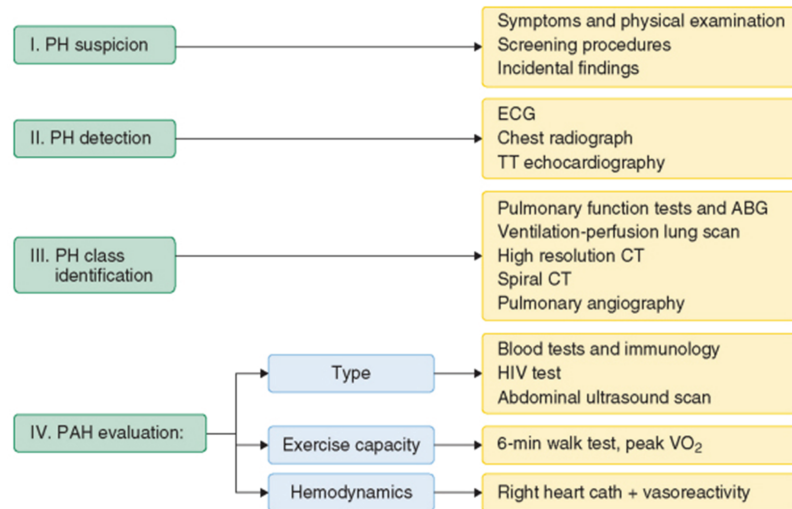 I. PH suspicion
Symptoms and physical examination
Screening procedures
Incidental findings
II. PH detection
ECG
Chest radiograph
TT echocardiography
III. PH class
identification
Pulmonary function tests and ABG
Ventilation-perfusion lung scan
High resolution CT
Spiral CT
Pulmonary angiography
IV. PAH evaluation:
Type
Blood tests and immunology
HIV test
Abdominal ultrasound scan
Exercise capacity
6-min walk test, peak VO₂
Hemodynamics
Right heart cath + vasoreactivity